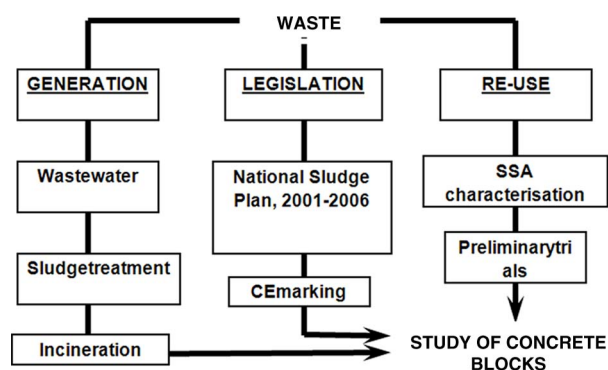 WASTE
GENERATION
LEGISLATION
RE-USE
Wastewater
National Sludge
Plan, 2001-2006
SSA
characterisation
Sludgetreatment
CEmarking
Preliminarytri
als
Incineration
STUDY OF CONCRETE
BLOCKS